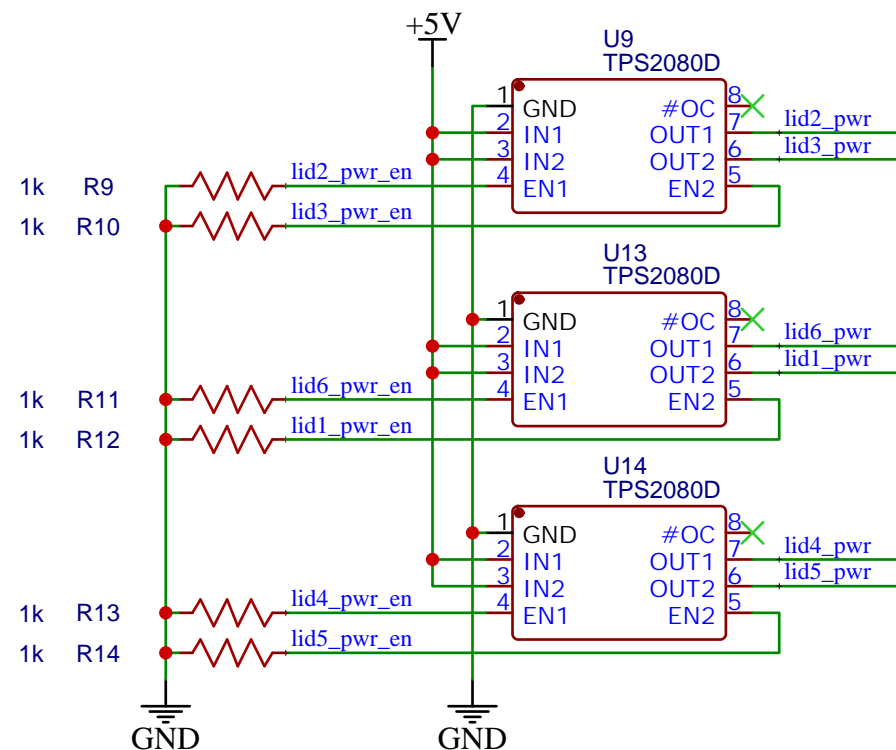 +5V
U9
TPS2080D
1 GND #OC 8
2 IN1 OUT1 7 lid2_pwr
3 IN2 OUT2 6 lid3_pwr
1k R9 lid2_pwr_en 4 EN1 EN2 5
1k R10 lid3_pwr_en
U13
TPS2080D
1 GND #OC 8
2 IN1 OUT1 7 lid6_pwr
3 IN2 OUT2 6 lid1_pwr
1k R11 lid6_pwr_en 4 EN1 EN2 5
1k R12 lid1_pwr_en
U14
TPS2080D
1 GND #OC 8
2 IN1 OUT1 7 lid4_pwr
3 IN2 OUT2 6 lid5_pwr
1k R13 lid4_pwr_en 4 EN1 EN2 5
1k R14 lid5_pwr_en
GND GND